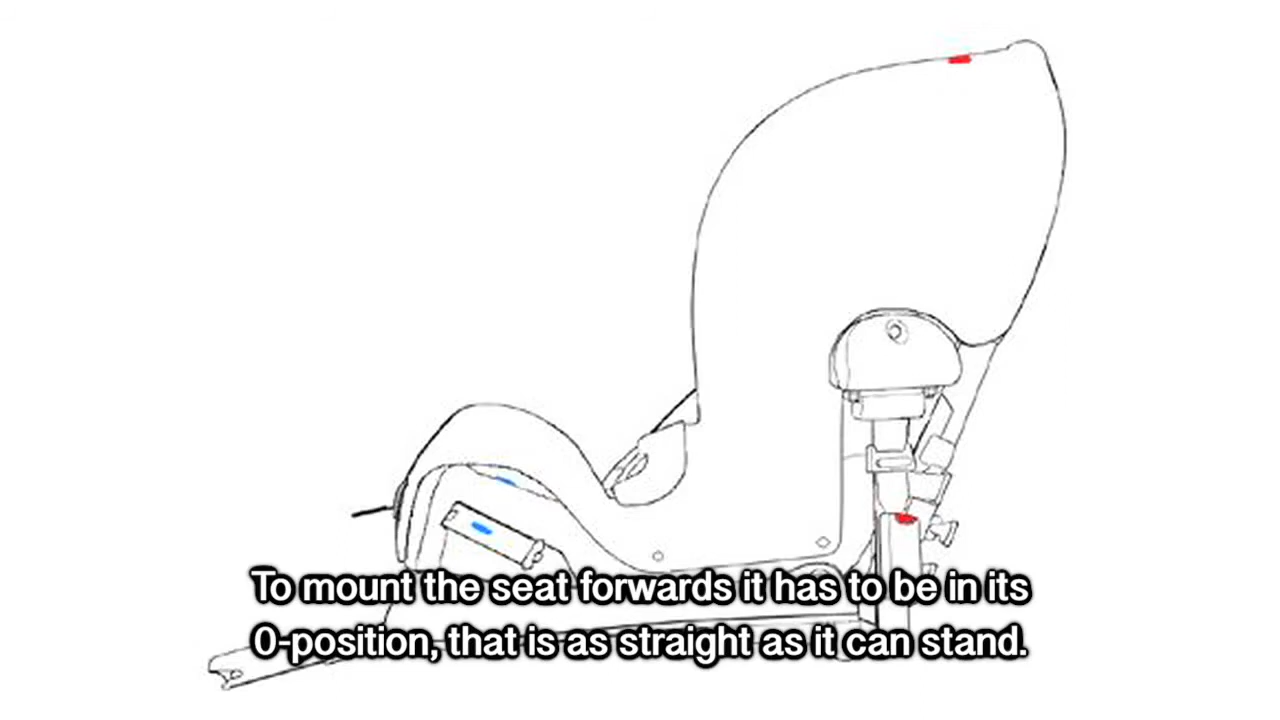 To mount the seat forwards it has to be in its
0-position, that is as straight as it can stand.